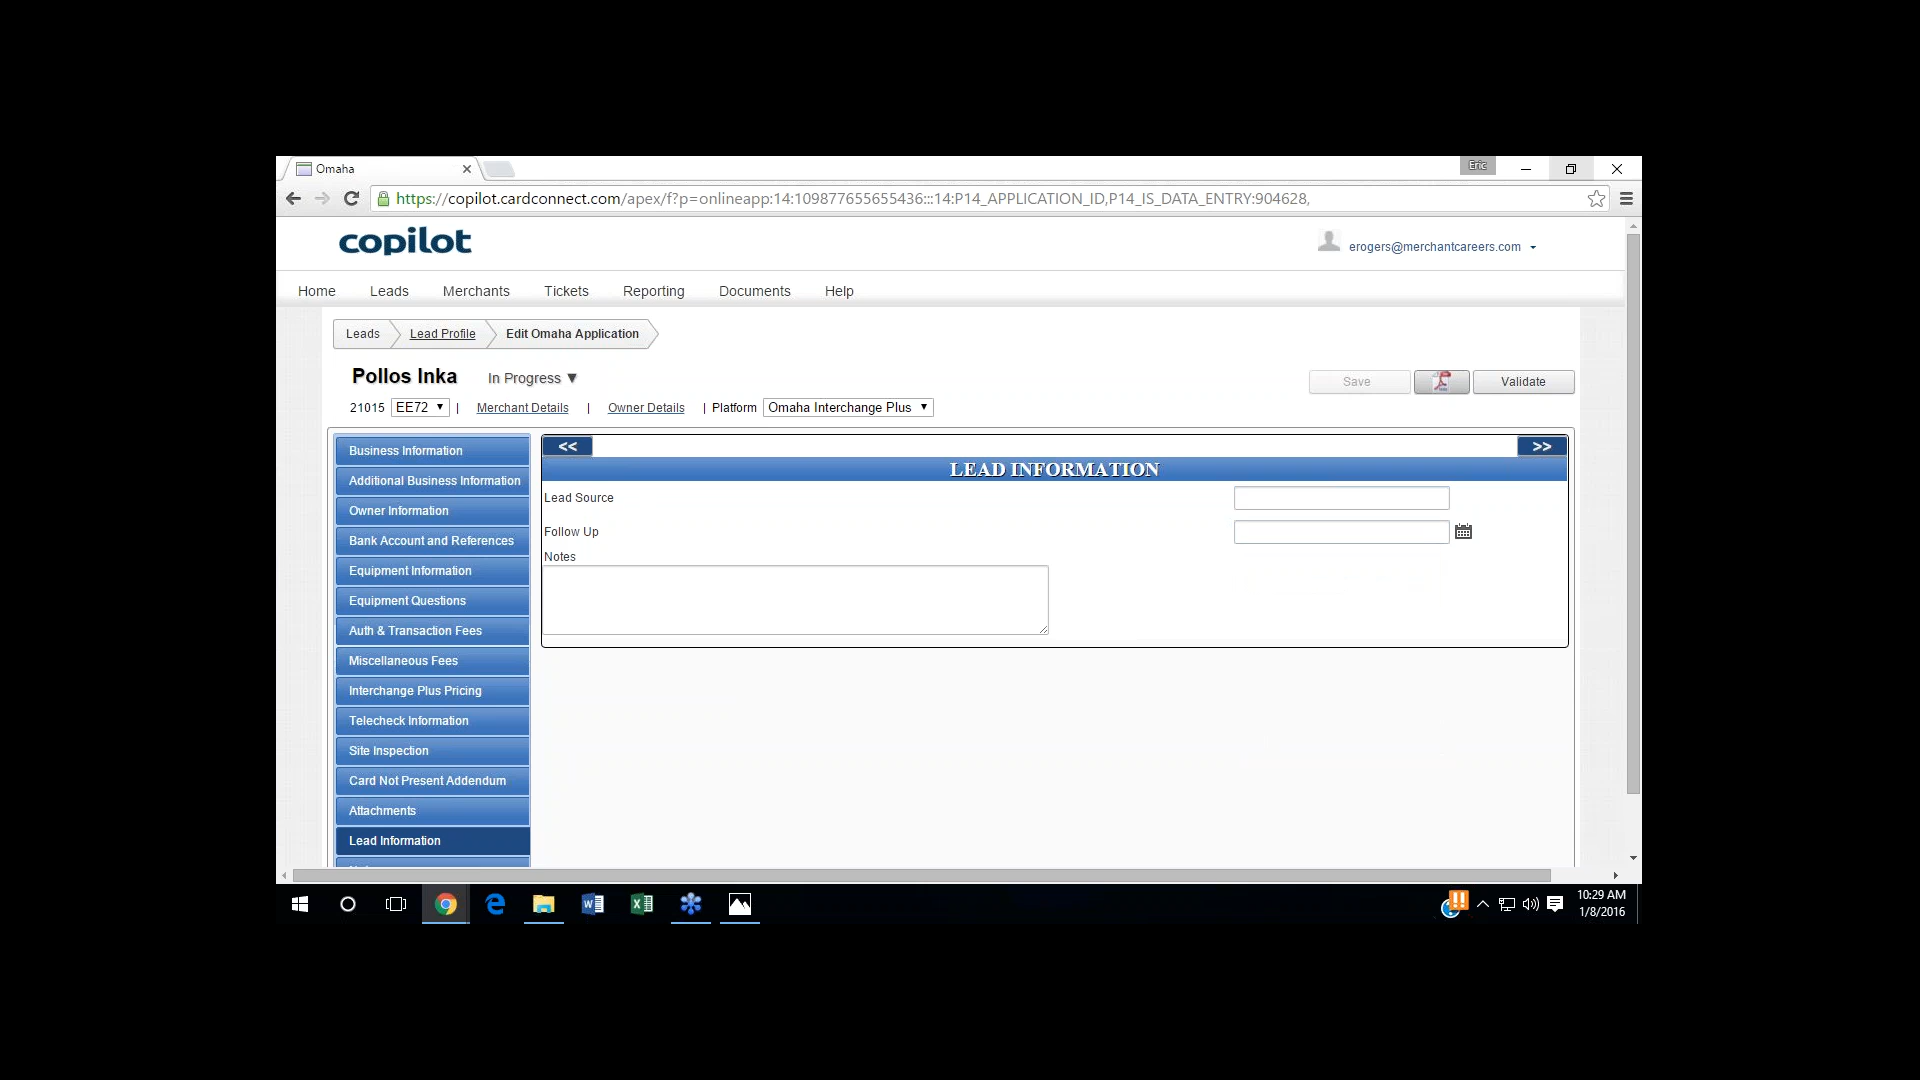 Omaha
Eric
https://copilot.cardconnect.com/apex/f?p=onlineapp:14:109877655655436:::14:P14_APPLICATION_ID,P14_IS_DATA_ENTRY:904628,
copilot
erogers@merchantcareers.com
Home Leads Merchants Tickets Reporting Documents Help
Leads Lead Profile Edit Omaha Application
Pollos Inka In Progress ▼
Save Validate
21015 EE72 | Merchant Details | Owner Details | Platform Omaha Interchange Plus
Business Information
Additional Business Information
Owner Information
Bank Account and References
Equipment Information
Equipment Questions
Auth & Transaction Fees
Miscellaneous Fees
Interchange Plus Pricing
Telecheck Information
Site Inspection
Card Not Present Addendum
Attachments
Lead Information
<< >>
LEAD INFORMATION
Lead Source
Follow Up
Notes
10:29 AM
1/8/2016